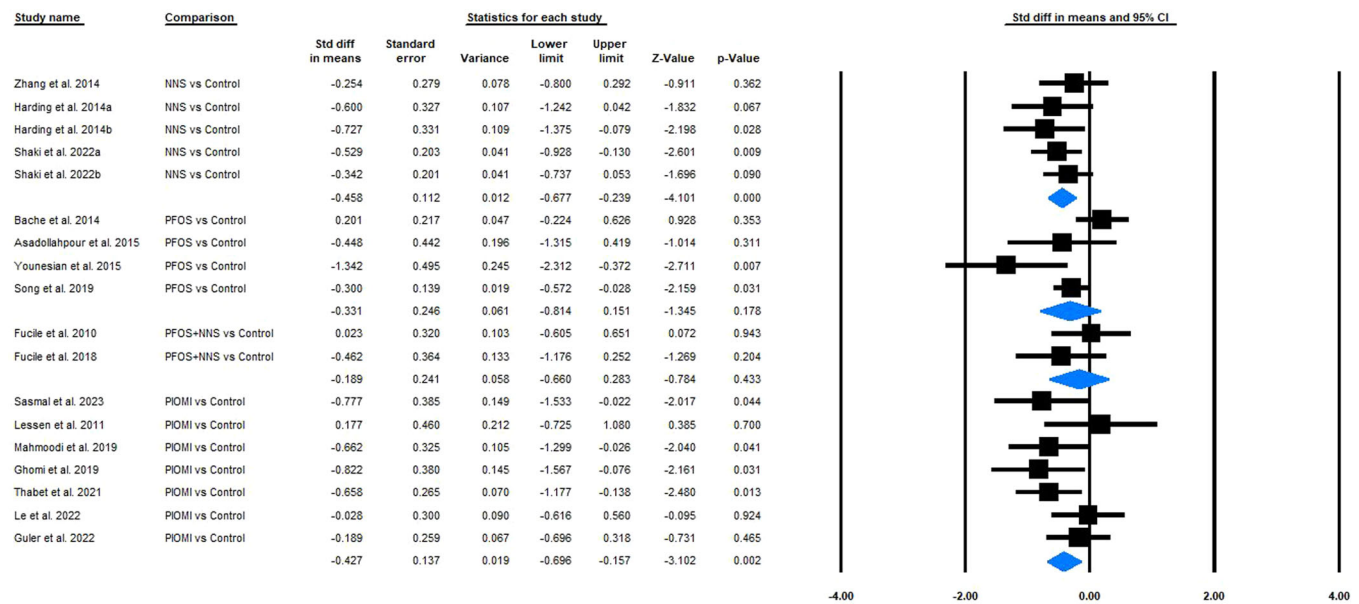 Study name Comparison Statistics for each study Std diff in means and 95% CI
Std diff in means Standard error Variance Lower limit Upper limit Z-Value p-Value
Zhang et al. 2014 NNS vs Control -0.254 0.279 0.078 -0.800 0.292 -0.911 0.362
Harding et al. 2014a NNS vs Control -0.600 0.327 0.107 -1.242 0.042 -1.832 0.067
Harding et al. 2014b NNS vs Control -0.727 0.331 0.109 -1.375 -0.079 -2.198 0.028
Shaki et al. 2022a NNS vs Control -0.529 0.203 0.041 -0.928 -0.130 -2.601 0.009
Shaki et al. 2022b NNS vs Control -0.342 0.201 0.041 -0.737 0.053 -1.696 0.090
-0.458 0.112 0.012 -0.677 -0.239 -4.101 0.000
Bache et al. 2014 PFOS vs Control 0.201 0.217 0.047 -0.224 0.626 0.928 0.353
Asadollahpour et al. 2015 PFOS vs Control -0.448 0.442 0.196 -1.315 0.419 -1.014 0.311
Younesian et al. 2015 PFOS vs Control -1.342 0.495 0.245 -2.312 -0.372 -2.711 0.007
Song et al. 2019 PFOS vs Control -0.300 0.139 0.019 -0.572 -0.028 -2.159 0.031
-0.331 0.246 0.061 -0.814 0.151 -1.345 0.178
Fucile et al. 2010 PFOS+NNS vs Control 0.023 0.320 0.103 -0.605 0.651 0.072 0.943
Fucile et al. 2018 PFOS+NNS vs Control -0.462 0.364 0.133 -1.176 0.252 -1.269 0.204
-0.189 0.241 0.058 -0.660 0.283 -0.784 0.433
Sasmal et al. 2023 PIOMI vs Control -0.777 0.385 0.149 -1.533 -0.022 -2.017 0.044
Lessen et al. 2011 PIOMI vs Control 0.177 0.460 0.212 -0.725 1.080 0.385 0.700
Mahmoodi et al. 2019 PIOMI vs Control -0.662 0.325 0.105 -1.299 -0.026 -2.040 0.041
Ghomi et al. 2019 PIOMI vs Control -0.822 0.380 0.145 -1.567 -0.076 -2.161 0.031
Thabet et al. 2021 PIOMI vs Control -0.658 0.265 0.070 -1.177 -0.138 -2.480 0.013
Le et al. 2022 PIOMI vs Control -0.028 0.300 0.090 -0.616 0.560 -0.095 0.924
Guler et al. 2022 PIOMI vs Control -0.189 0.259 0.067 -0.696 0.318 -0.731 0.465
-0.427 0.137 0.019 -0.696 -0.157 -3.102 0.002
-4.00 -2.00 0.00 2.00 4.00